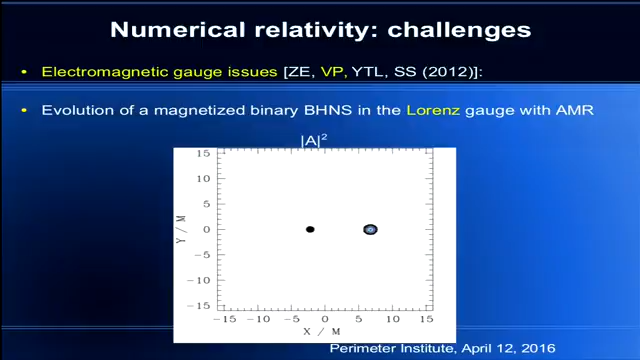 Numerical relativity: challenges
• Electromagnetic gauge issues [ZE, VP, YTL, SS (2012)]:
• Evolution of a magnetized binary BHNS in the Lorenz gauge with AMR
|A|²
15
10
5
0
−5
−10
−15
Y / M
−15 −10 −5 0 5 10 15
X / M
Perimeter Institute, April 12, 2016